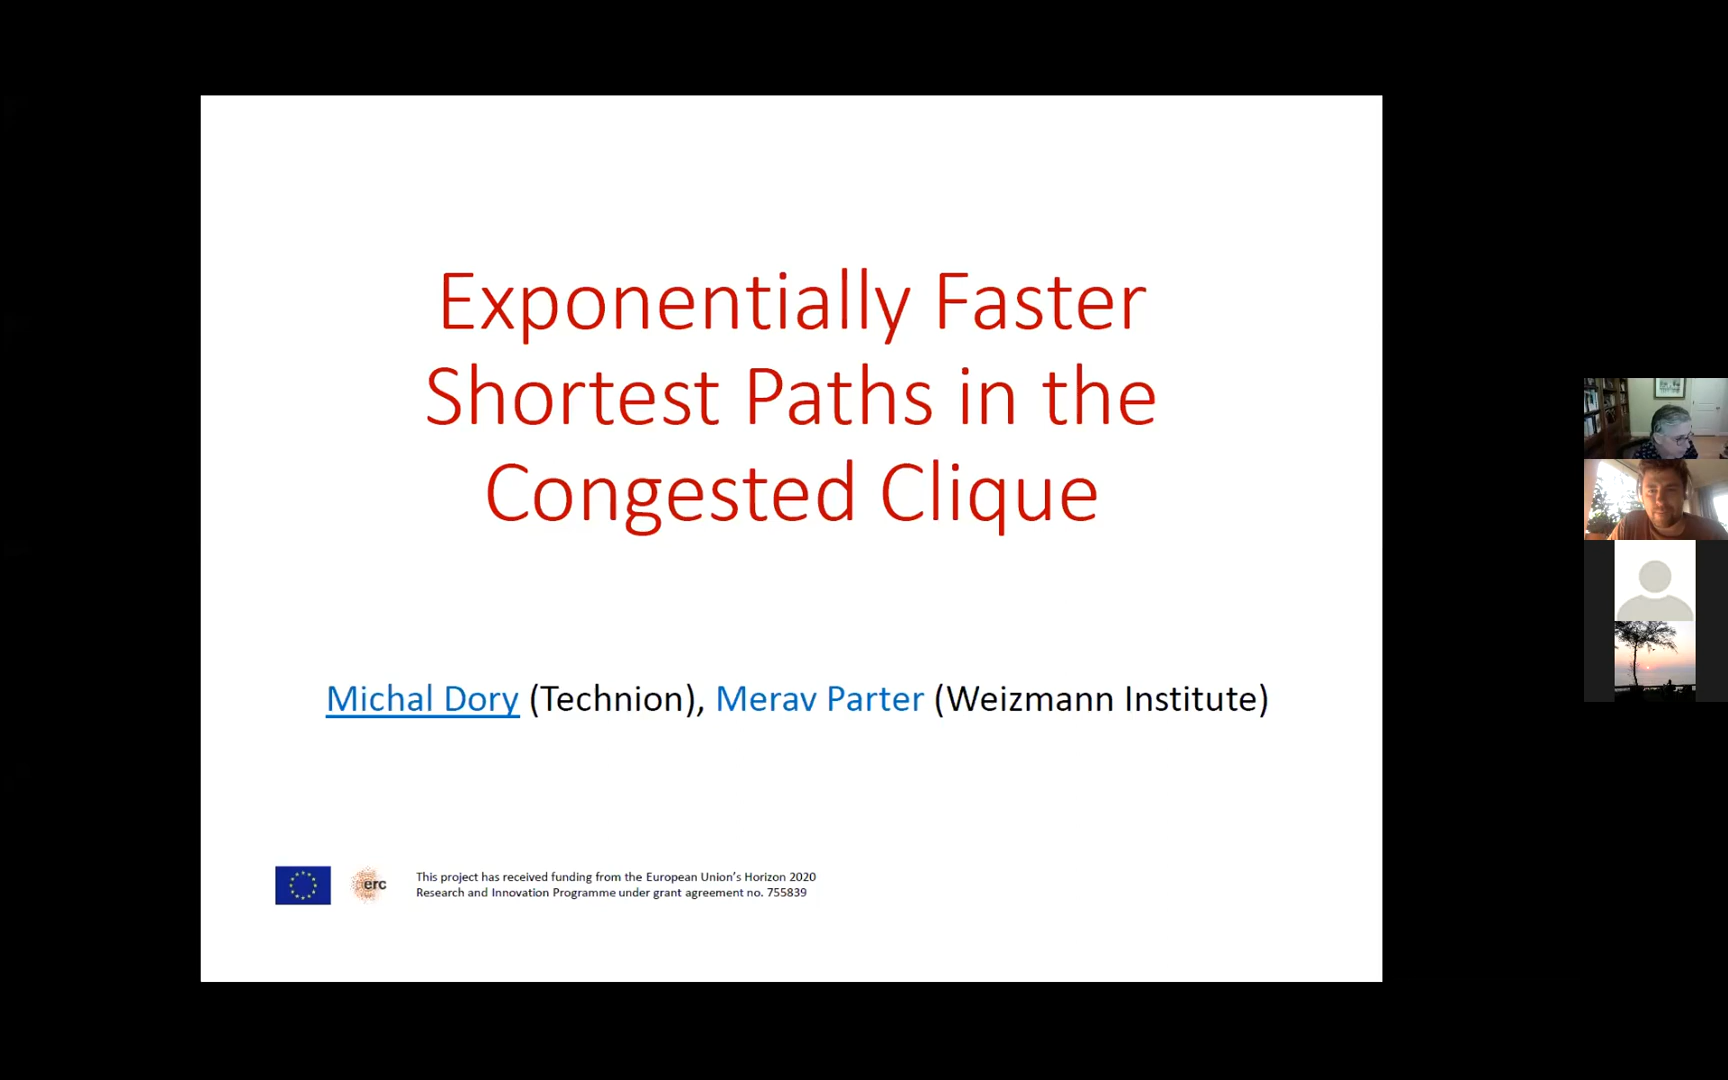 Exponentially Faster
Shortest Paths in the
Congested Clique
Michal Dory (Technion), Merav Parter (Weizmann Institute)
erc
This project has received funding from the European Union's Horizon 2020
Research and Innovation Programme under grant agreement no. 755839